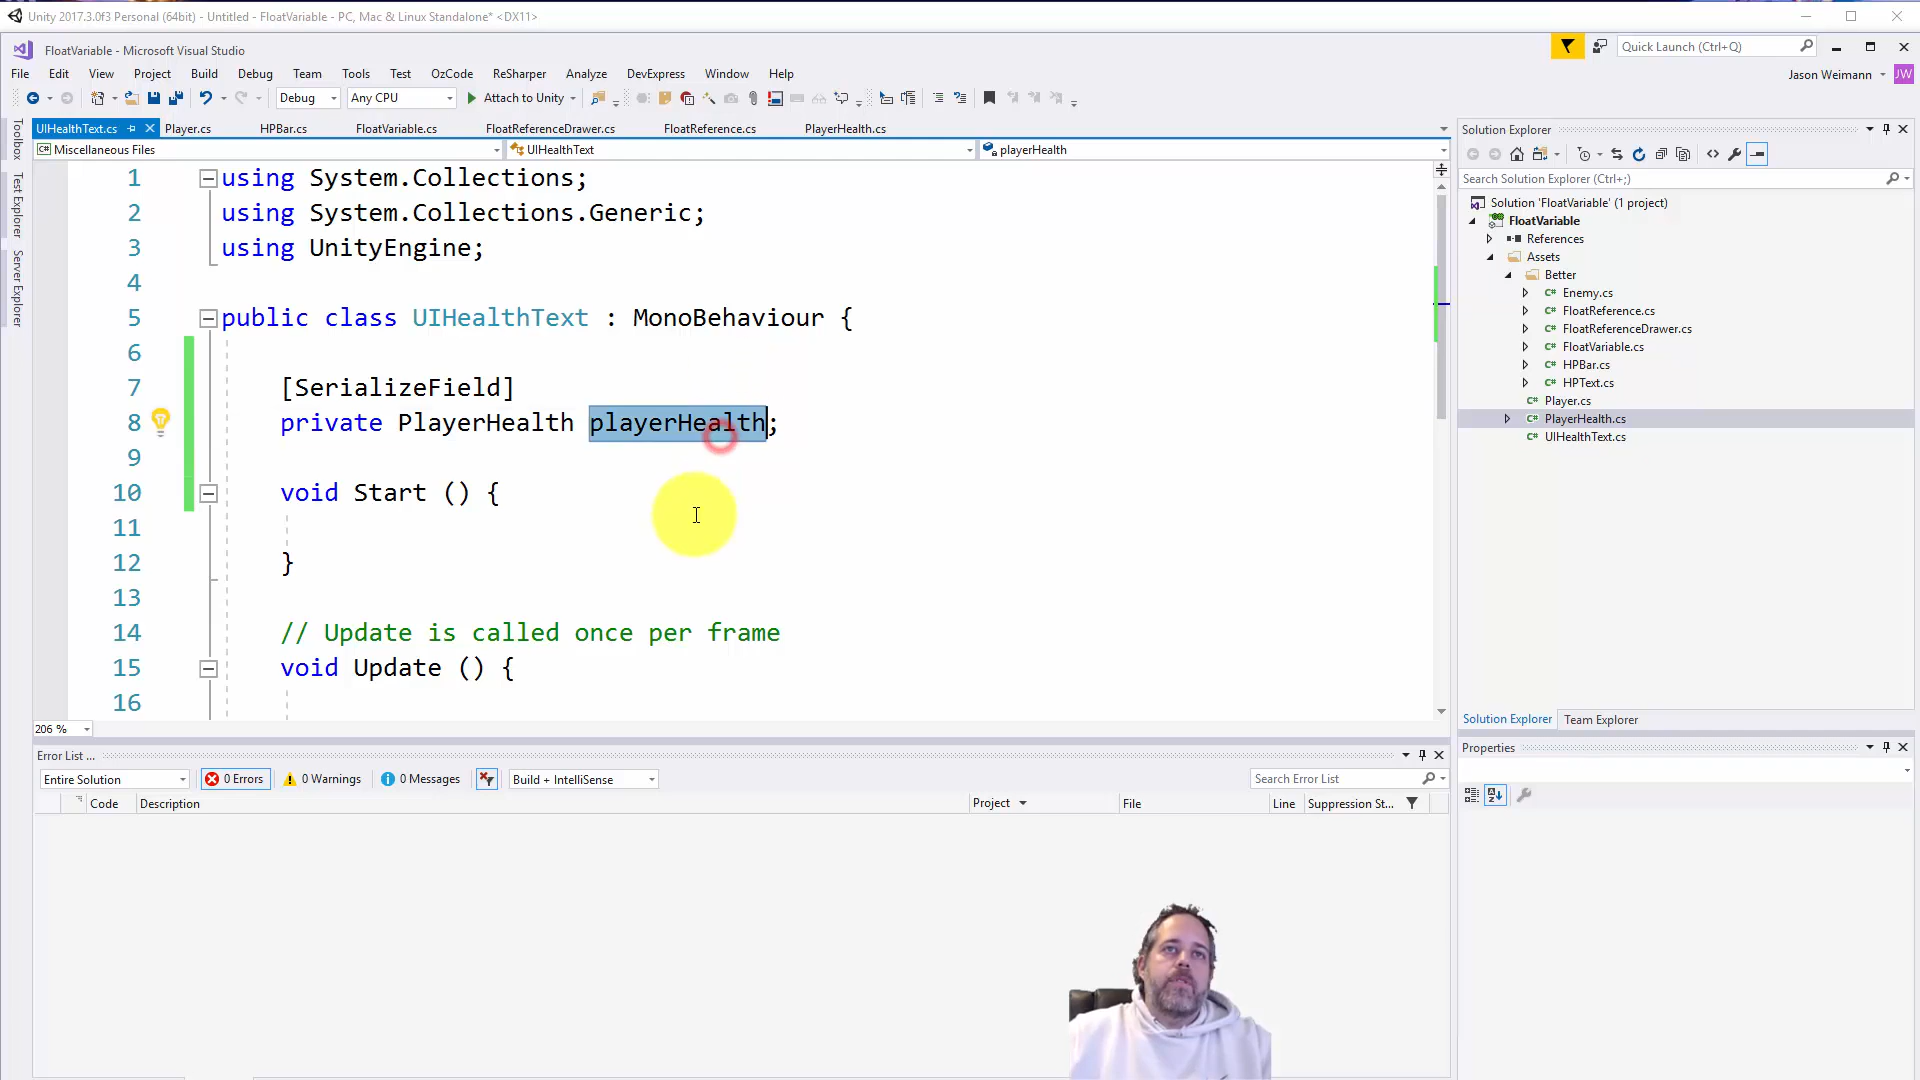 Unity 2017.3.0f3 Personal (64bit) - Untitled - FloatVariable - PC, Mac & Linux Standalone* <DX11>
FloatVariable - Microsoft Visual Studio
Quick Launch (Ctrl+Q)
File Edit View Project Build Debug Team Tools Test OzCode ReSharper Analyze DevExpress Window Help
Jason Weimann JW
Debug Any CPU Attach to Unity
UIHealthText.cs Player.cs HPBar.cs FloatVariable.cs FloatReferenceDrawer.cs FloatReference.cs PlayerHealth.cs
Miscellaneous Files UIHealthText playerHealth
Toolbox
Test Explorer
Server Explorer
1 using System.Collections;
2 using System.Collections.Generic;
3 using UnityEngine;
4
5 public class UIHealthText : MonoBehaviour {
6
7 [SerializeField]
8 private PlayerHealth playerHealth;
9
10 void Start () {
11
12 }
13
14 // Update is called once per frame
15 void Update () {
16
206 %
Solution Explorer
Search Solution Explorer (Ctrl+;)
Solution 'FloatVariable' (1 project)
FloatVariable
References
Assets
Better
Enemy.cs
FloatReference.cs
FloatReferenceDrawer.cs
FloatVariable.cs
HPBar.cs
HPText.cs
Player.cs
PlayerHealth.cs
UIHealthText.cs
Solution Explorer Team Explorer
Properties
Error List ...
Entire Solution 0 Errors 0 Warnings 0 Messages Build + IntelliSense Search Error List
Code Description Project File Line Suppression St...